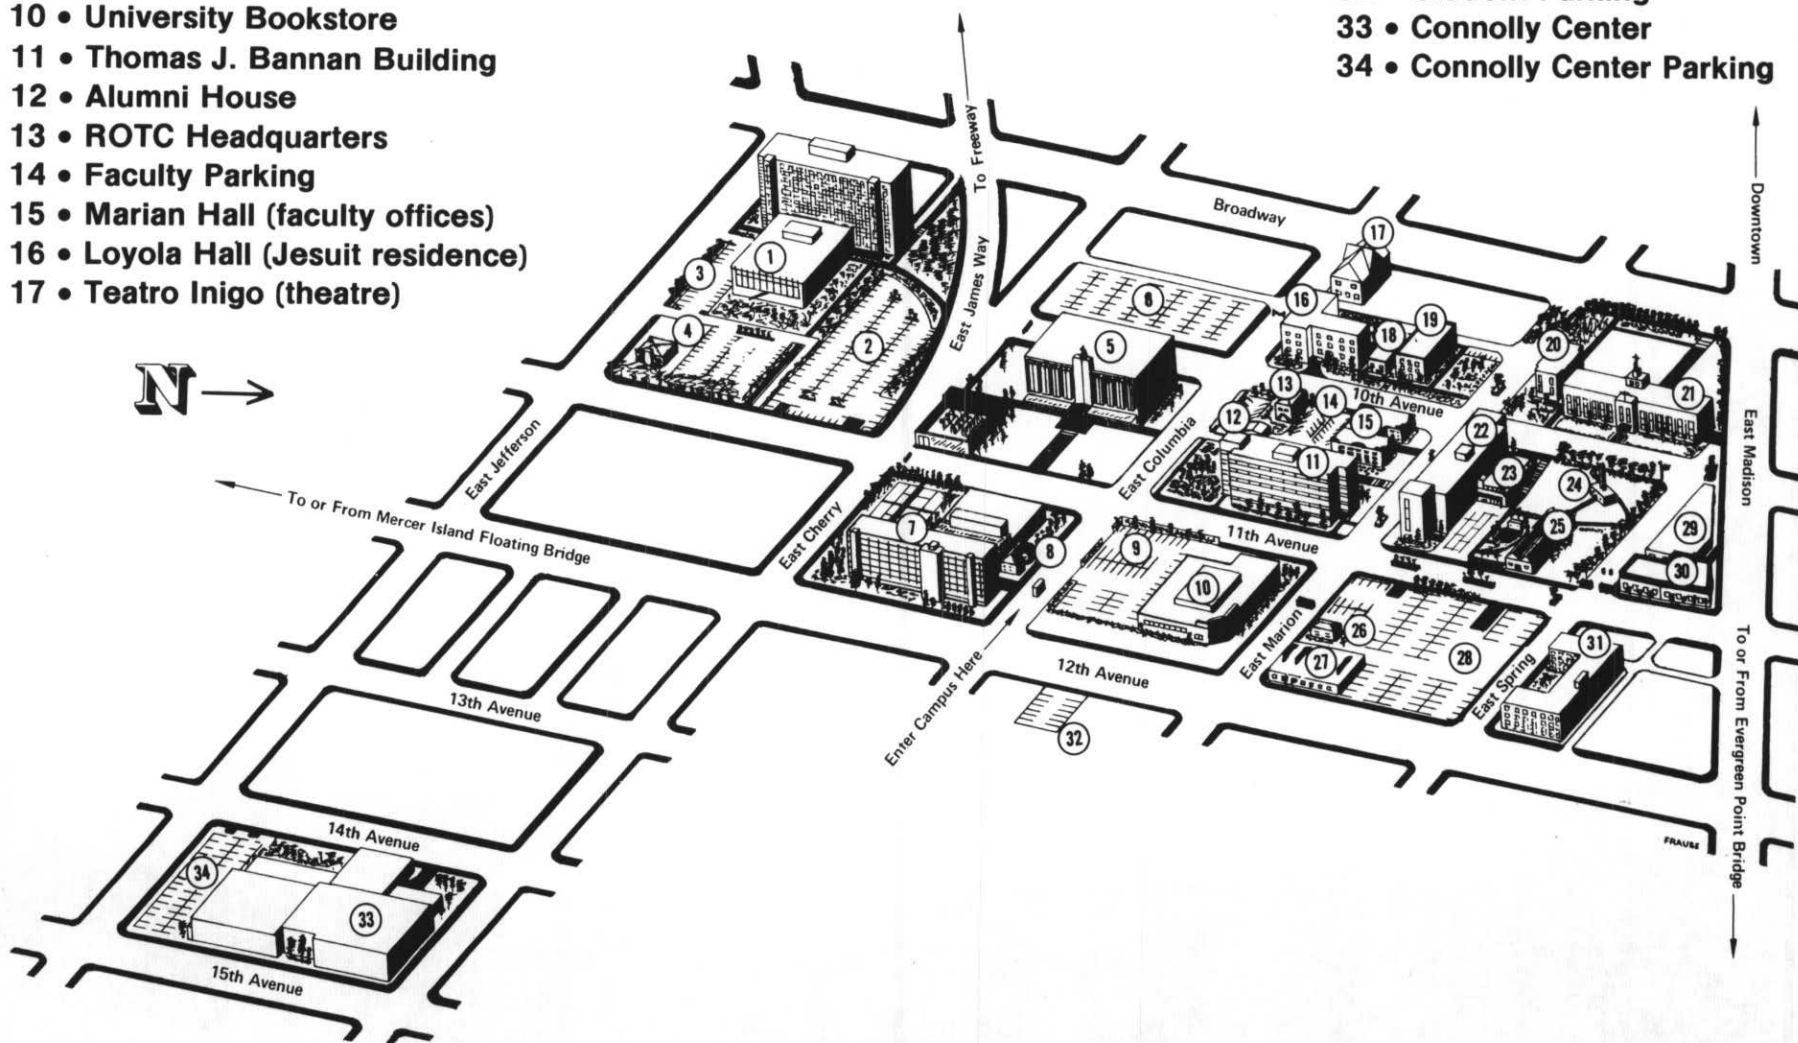 10 • University Bookstore
11 • Thomas J. Bannan Building
12 • Alumni House
13 • ROTC Headquarters
14 • Faculty Parking
15 • Marian Hall (faculty offices)
16 • Loyola Hall (Jesuit residence)
17 • Teatro Inigo (theatre)
33 • Connolly Center
34 • Connolly Center Parking
N
To Freeway
East James Way
Broadway
Downtown
East Madison
To or From Evergreen Point Bridge
East Jefferson
To or From Mercer Island Floating Bridge
East Cherry
East Columbia
10th Avenue
11th Avenue
East Marion
East Spring
12th Avenue
Enter Campus Here
13th Avenue
14th Avenue
15th Avenue
1
2
3
4
5
6
7
8
9
10
11
12
13
14
15
16
17
18
19
20
21
22
23
24
25
26
27
28
29
30
31
32
33
34